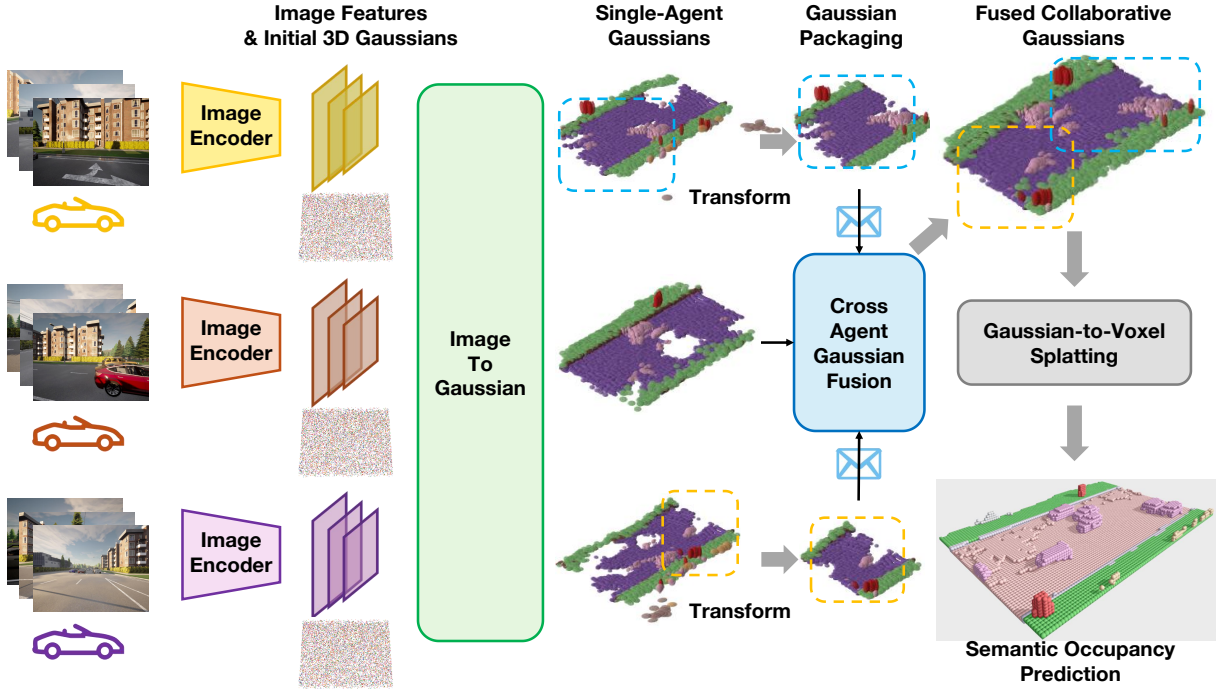 Image Features
& Initial 3D Gaussians
Single-Agent
Gaussians
Gaussian
Packaging
Fused Collaborative
Gaussians
Image
Encoder
Transform
Image
Encoder
Image
To
Gaussian
Cross
Agent
Gaussian
Fusion
Gaussian-to-Voxel
Splatting
Image
Encoder
Transform
Semantic Occupancy
Prediction